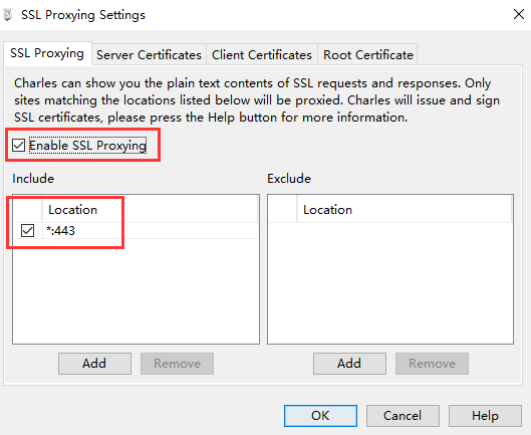 SSL Proxying Settings
SSL Proxying Server Certificates Client Certificates Root Certificate
Charles can show you the plain text contents of SSL requests and responses. Only
sites matching the locations listed below will be proxied. Charles will issue and sign
SSL certificates, please press the Help button for more information.
Enable SSL Proxying
Include Exclude
Location Location
*:443
Add Remove Add Remove
OK Cancel Help